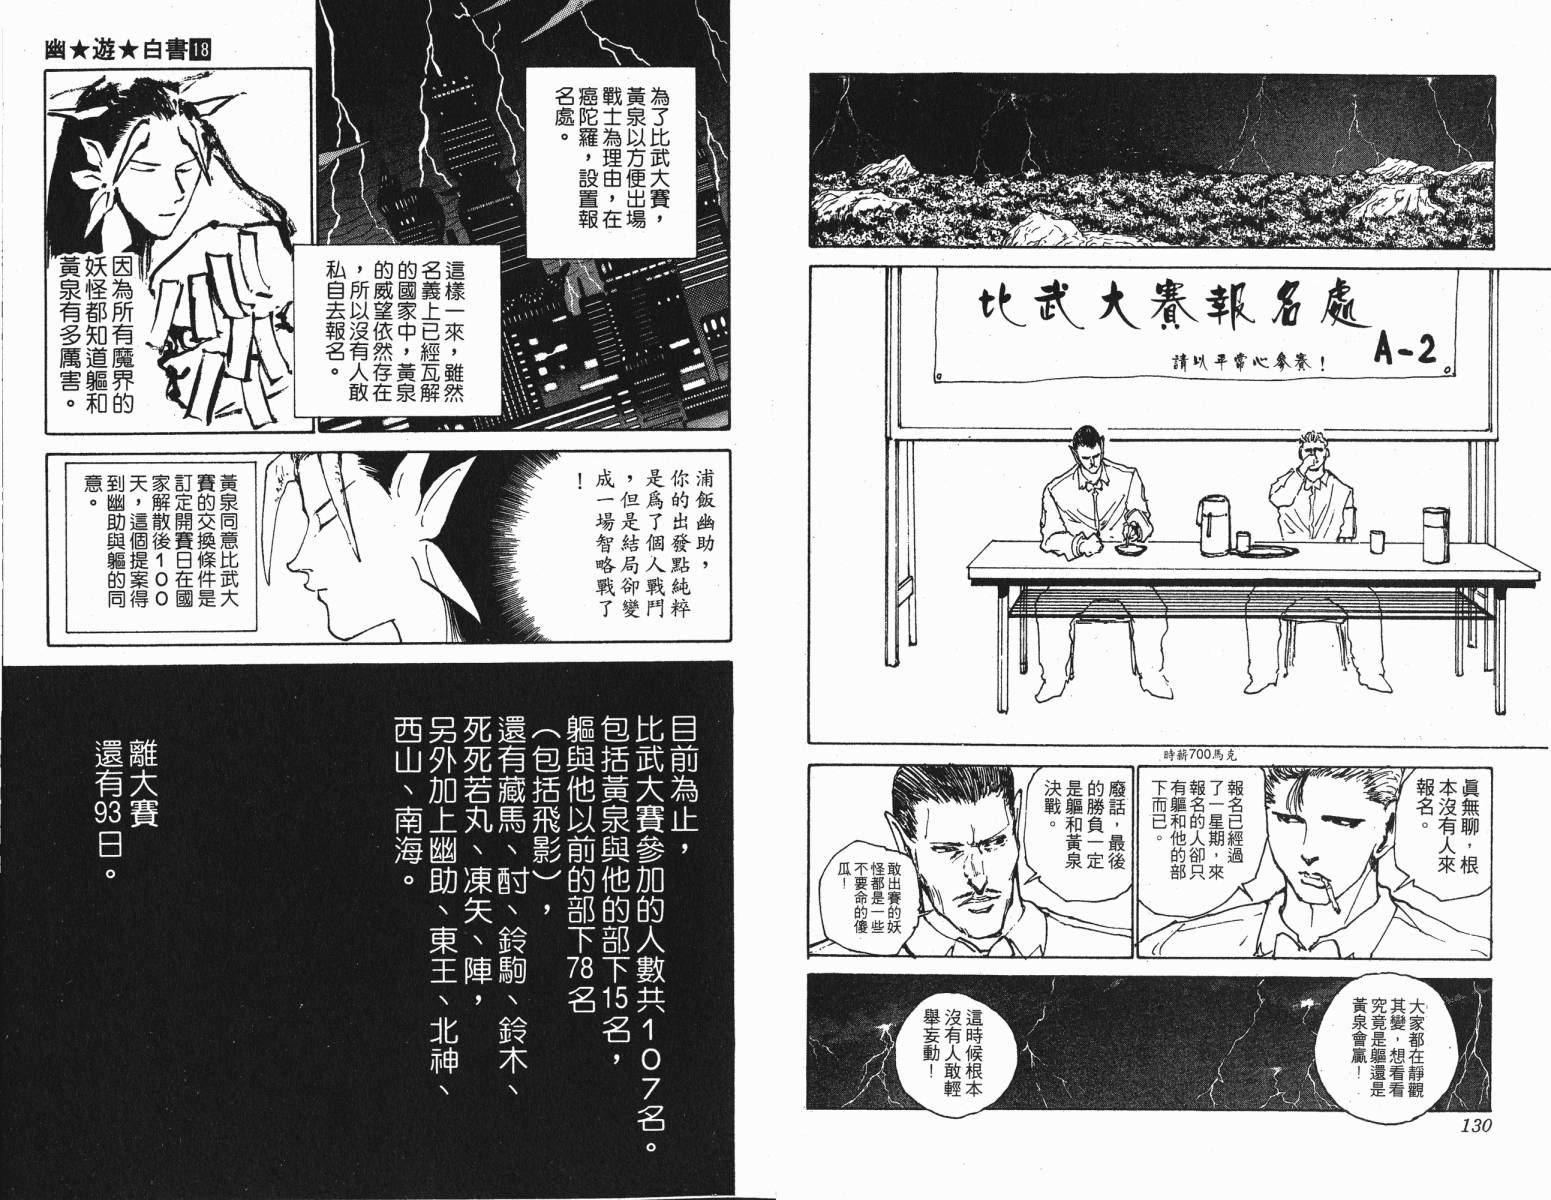 比武大賽報名處
A-2
請以平常心參賽！
時薪700馬克
真無聊，根
本沒有人來
報名。
報名已經過
了一星期，來
報名的人卻只
有軀和他的部
下而已。
廢話，最後
的勝負一定
是軀和黃泉
決戰。
敢出賽的妖
怪都是一些
不要命的傻
瓜！
大家都在靜觀
其變，想看看
究竟是軀還是
黃泉會贏！
這時候根本
沒有人敢輕
舉妄動！
130
幽★遊★白書18
為了比武大賽，
黃泉以方便出場
戰士為理由，在
癌陀羅，設置報
名處。
這樣一來，雖然
名義上已經瓦解
的國家中，黃泉
的威望依然存在
，所以沒有人敢
私自去報名。
因為所有魔界的
妖怪都知道軀和
黃泉有多厲害。
浦飯幽助，
你的出發點純粹
是爲了個人戰鬥
，但是結局卻變
成一場智略戰了
！
黃泉同意比武大
賽的交換條件是
訂定開賽日在國
家解散後100
天，這個提案得
到幽助與軀的同
意。
目前為止，
比武大賽參加的人數共107名。
包括黃泉與他的部下15名，
軀與他以前的部下78名
（包括飛影），
還有藏馬、酎、鈴駒、鈴木、
死死若丸、凍矢、陣，
另外加上幽助、東王、北神、
西山、南海。
離大賽
還有93日。